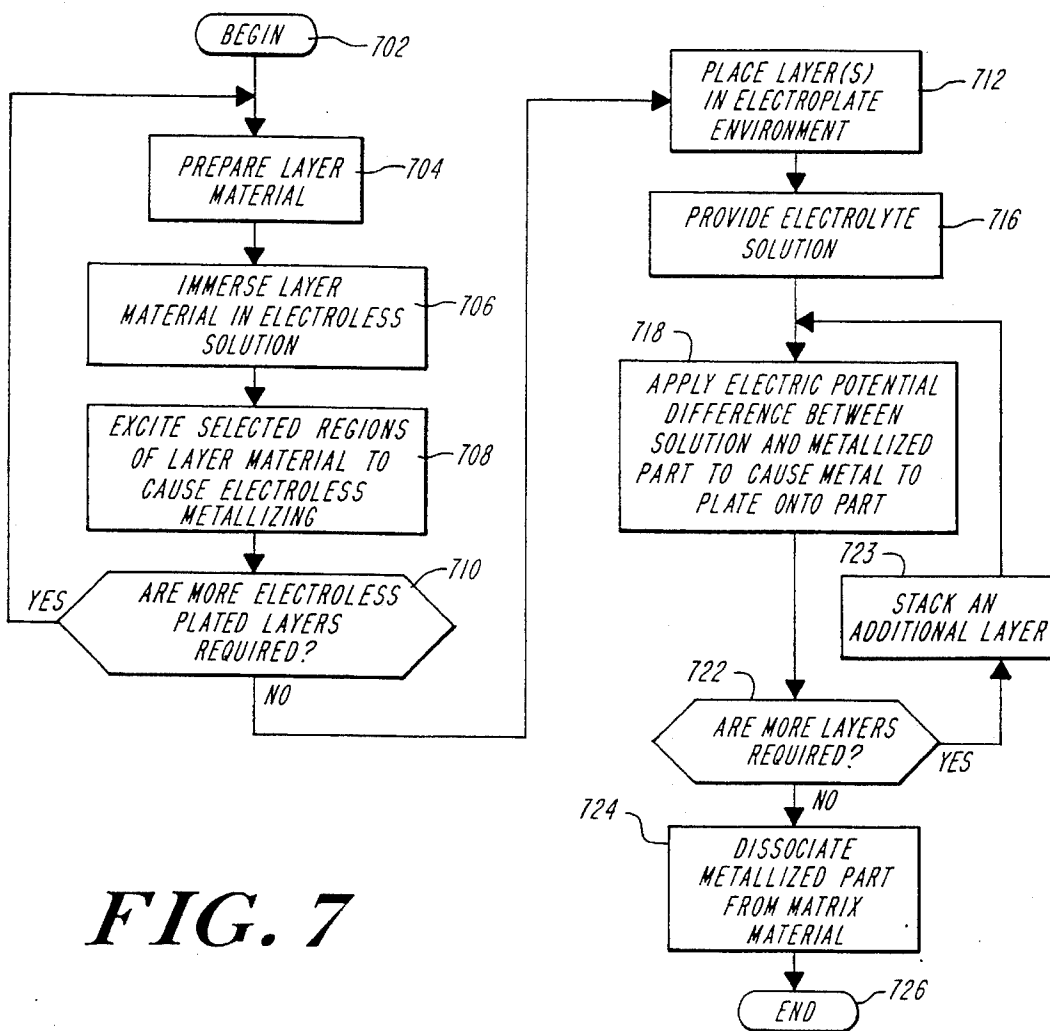 BEGIN
702
PREPARE LAYER
MATERIAL
704
IMMERSE LAYER
MATERIAL IN ELECTROLESS
SOLUTION
706
EXCITE SELECTED REGIONS
OF LAYER MATERIAL TO
CAUSE ELECTROLESS
METALLIZING
708
710
YES
ARE MORE ELECTROLESS
PLATED LAYERS
REQUIRED?
NO
PLACE LAYER(S)
IN ELECTROPLATE
ENVIRONMENT
712
PROVIDE ELECTROLYTE
SOLUTION
716
718
APPLY ELECTRIC POTENTIAL
DIFFERENCE BETWEEN
SOLUTION AND METALLIZED
PART TO CAUSE METAL TO
PLATE ONTO PART
723
STACK AN
ADDITIONAL LAYER
722
ARE MORE LAYERS
REQUIRED?
YES
NO
724
DISSOCIATE
METALLIZED PART
FROM MATRIX
MATERIAL
END
726
FIG. 7